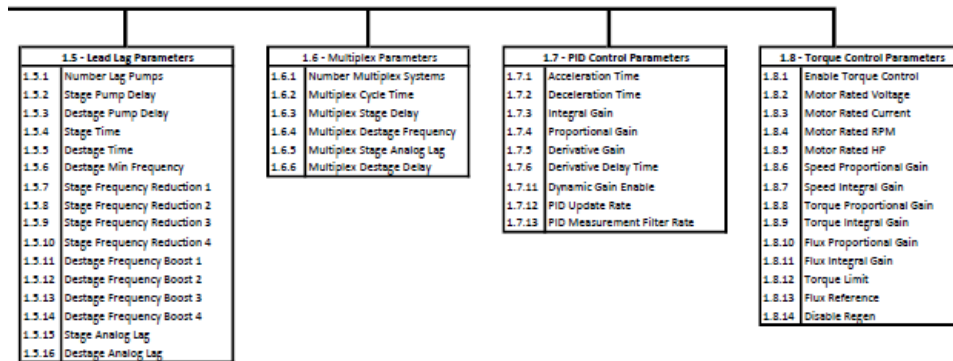 1.5 - Lead Lag Parameters
1.5.1 Number Lag Pumps
1.5.2 Stage Pump Delay
1.5.3 Destage Pump Delay
1.5.4 Stage Time
1.5.5 Destage Time
1.5.6 Destage Min Frequency
1.5.7 Stage Frequency Reduction 1
1.5.8 Stage Frequency Reduction 2
1.5.9 Stage Frequency Reduction 3
1.5.10 Stage Frequency Reduction 4
1.5.11 Destage Frequency Boost 1
1.5.12 Destage Frequency Boost 2
1.5.13 Destage Frequency Boost 3
1.5.14 Destage Frequency Boost 4
1.5.15 Stage Analog Lag
1.5.16 Destage Analog Lag
1.6 - Multiplex Parameters
1.6.1 Number Multiplex Systems
1.6.2 Multiplex Cycle Time
1.6.3 Multiplex Stage Delay
1.6.4 Multiplex Destage Frequency
1.6.5 Multiplex Stage Analog Lag
1.6.6 Multiplex Destage Delay
1.7 - PID Control Parameters
1.7.1 Acceleration Time
1.7.2 Deceleration Time
1.7.3 Integral Gain
1.7.4 Proportional Gain
1.7.5 Derivative Gain
1.7.6 Derivative Delay Time
1.7.11 Dynamic Gain Enable
1.7.12 PID Update Rate
1.7.13 PID Measurement Filter Rate
1.8 - Torque Control Parameters
1.8.1 Enable Torque Control
1.8.2 Motor Rated Voltage
1.8.3 Motor Rated Current
1.8.4 Motor Rated RPM
1.8.5 Motor Rated HP
1.8.6 Speed Proportional Gain
1.8.7 Speed Integral Gain
1.8.8 Torque Proportional Gain
1.8.9 Torque Integral Gain
1.8.10 Flux Proportional Gain
1.8.11 Flux Integral Gain
1.8.12 Torque Limit
1.8.13 Flux Reference
1.8.14 Disable Regen